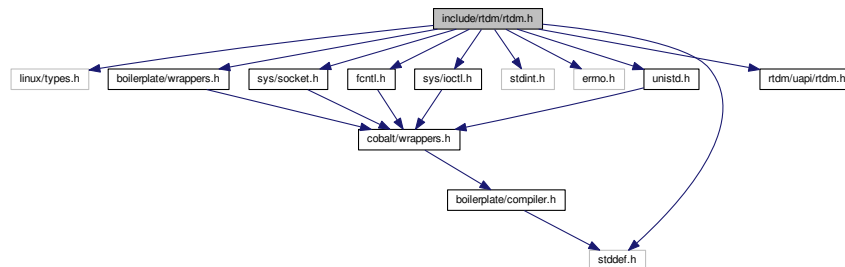 include/rtdm/rtdm.h
linux/types.h
boilerplate/wrappers.h
sys/socket.h
fcntl.h
sys/ioctl.h
stdint.h
errno.h
unistd.h
rtdm/uapi/rtdm.h
cobalt/wrappers.h
boilerplate/compiler.h
stddef.h